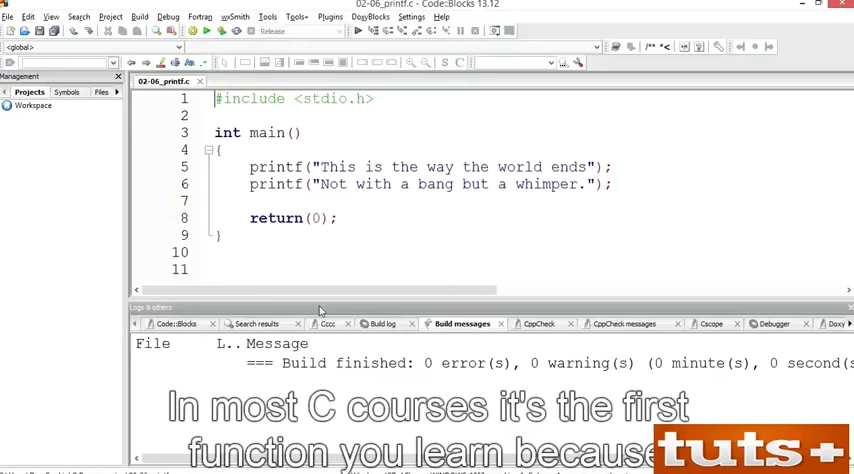 02-06_printf.c - Code::Blocks 13.12
File Edit View Search Project Build Debug Fortran wxSmith Tools Tools+ Plugins DoxyBlocks Settings Help
Release
<global>
/** *<
Aa
S C
Management
Projects Symbols Files
Workspace
02-06_printf.c
1 #include <stdio.h>
2
3 int main()
4 {
5 printf("This is the way the world ends");
6 printf("Not with a bang but a whimper.");
7
8 return(0);
9 }
10
11
Logs & others
Code::Blocks Search results Cccc Build log Build messages CppCheck CppCheck messages Cscope Debugger Doxy
File L.. Message
=== Build finished: 0 error(s), 0 warning(s) (0 minute(s), 0 second(s
In most C courses it's the first
function you learn because
tuts+